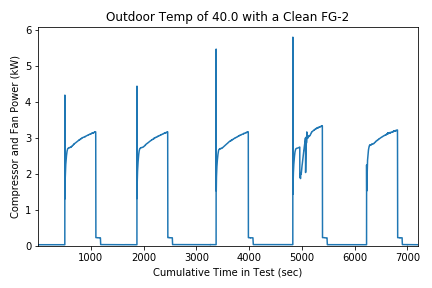 Outdoor Temp of 40.0 with a Clean FG-2
Compressor and Fan Power (kW)
6
5
4
3
2
1
0
1000 2000 3000 4000 5000 6000 7000
Cumulative Time in Test (sec)